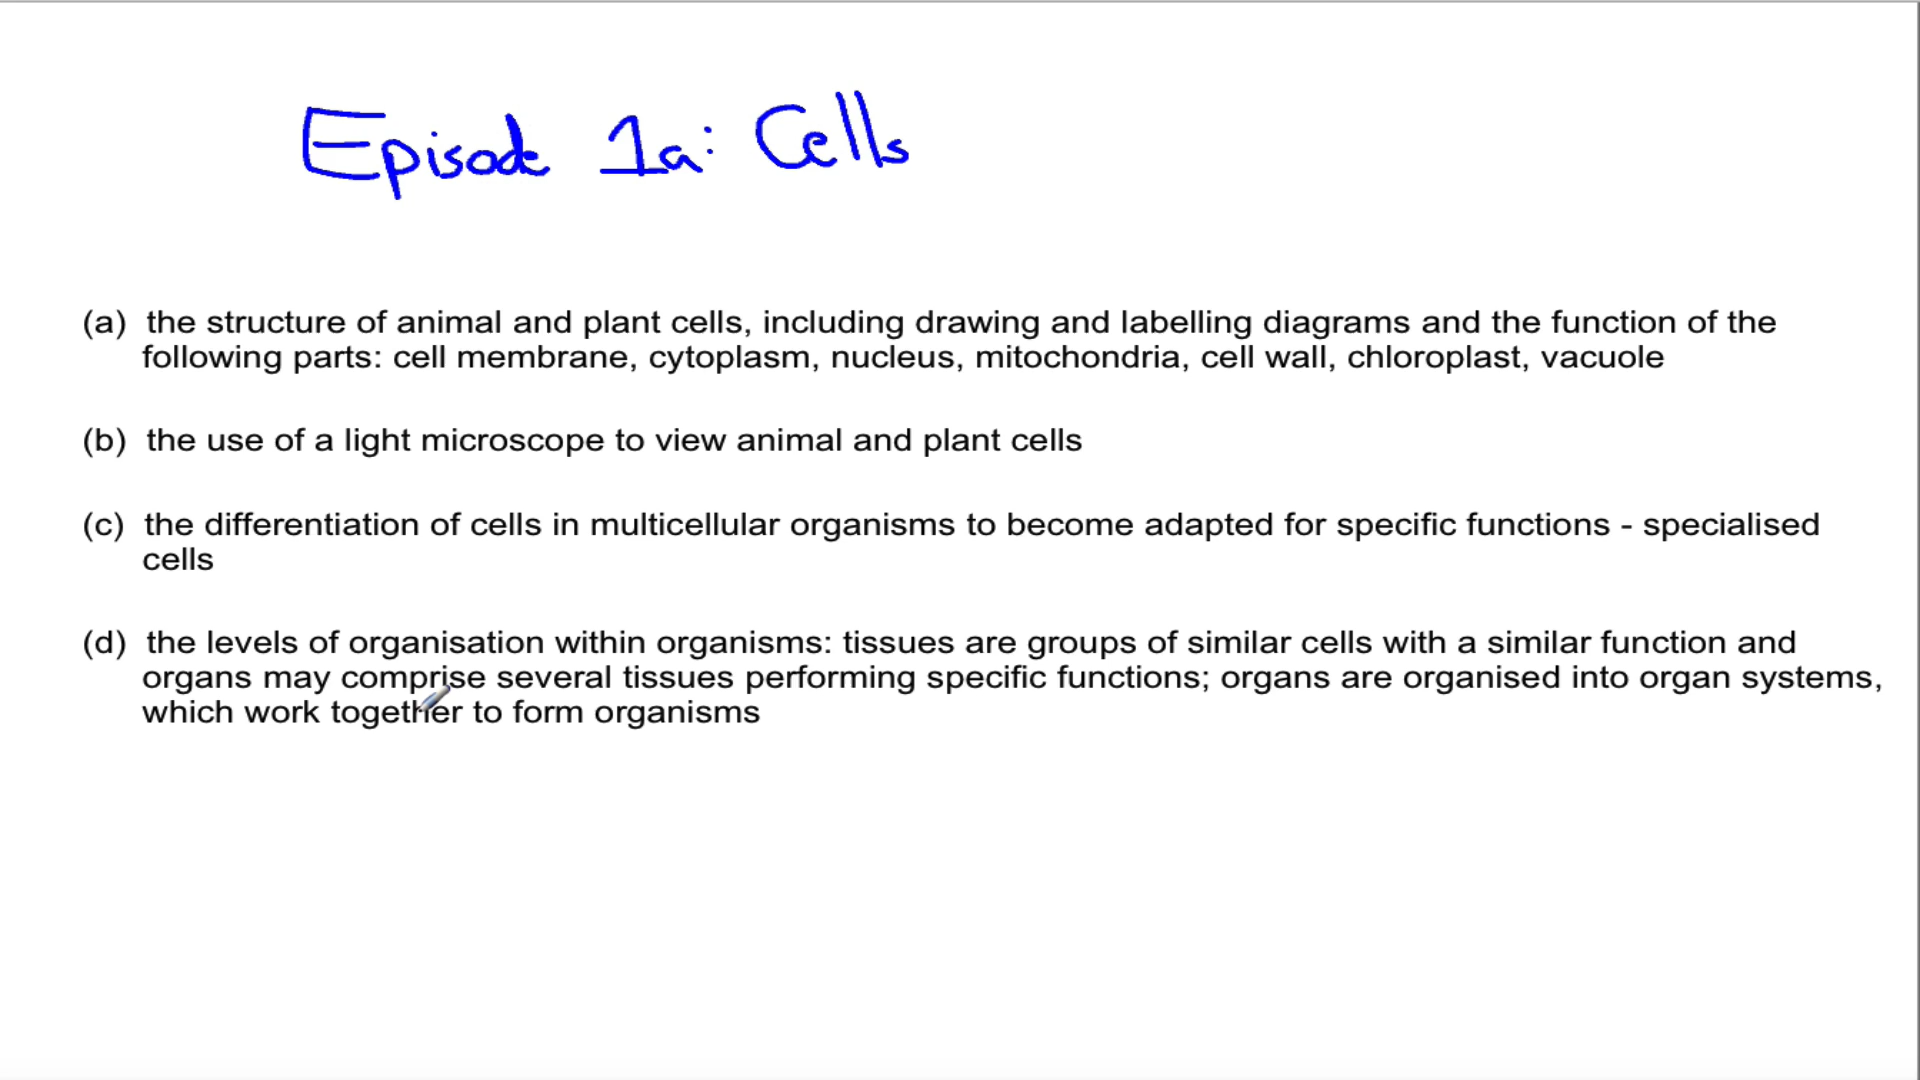 Episode 1a: Cells
(a) the structure of animal and plant cells, including drawing and labelling diagrams and the function of the
following parts: cell membrane, cytoplasm, nucleus, mitochondria, cell wall, chloroplast, vacuole
(b) the use of a light microscope to view animal and plant cells
(c) the differentiation of cells in multicellular organisms to become adapted for specific functions - specialised
cells
(d) the levels of organisation within organisms: tissues are groups of similar cells with a similar function and
organs may comprise several tissues performing specific functions; organs are organised into organ systems,
which work together to form organisms